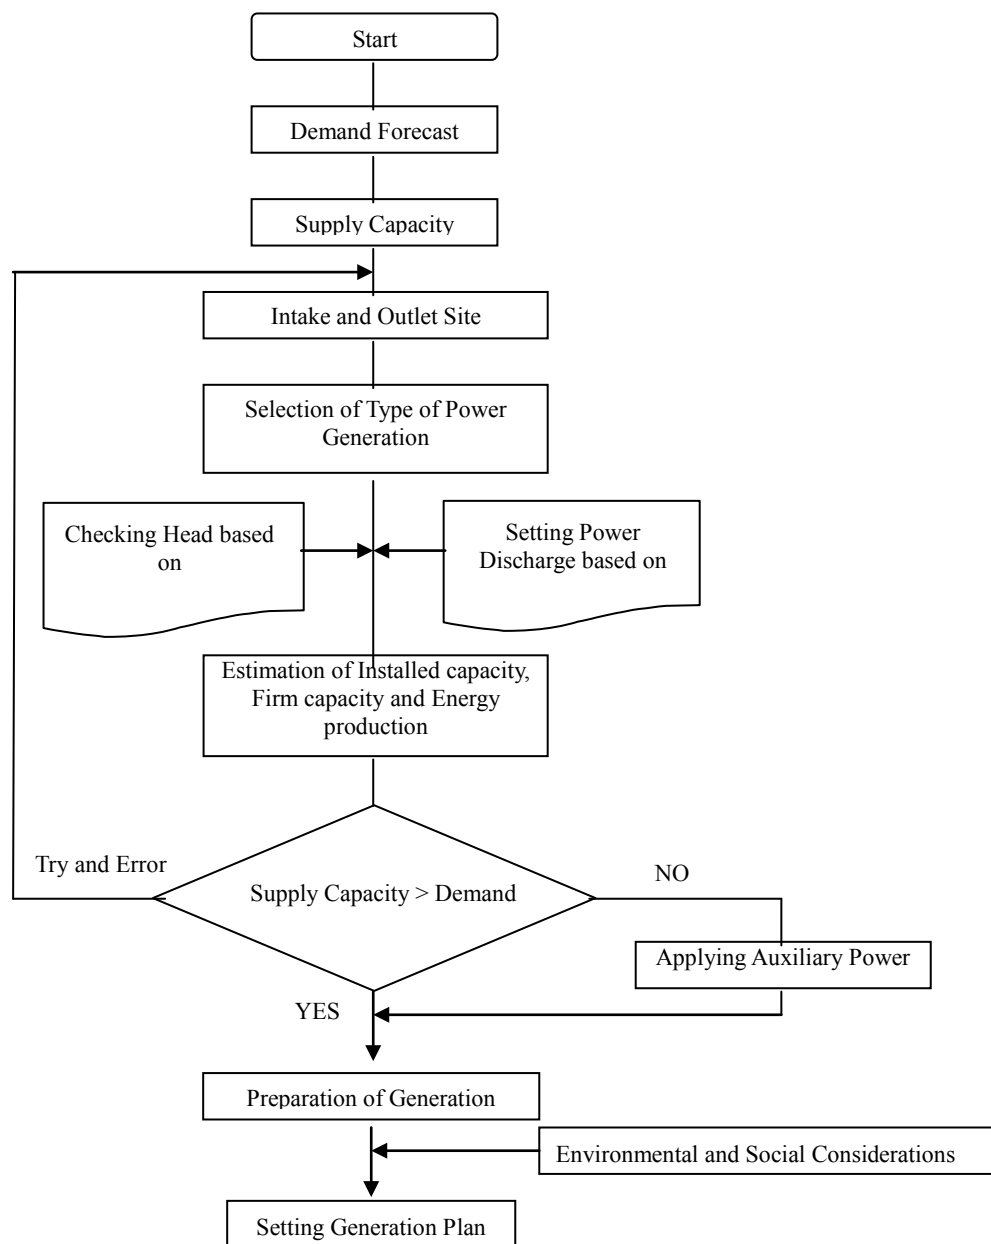 Start
Demand Forecast
Supply Capacity
Intake and Outlet Site
Selection of Type of Power
Generation
Checking Head based
on
Setting Power
Discharge based on
Estimation of Installed capacity,
Firm capacity and Energy
production
Try and Error
Supply Capacity > Demand
NO
Applying Auxiliary Power
YES
Preparation of Generation
Environmental and Social Considerations
Setting Generation Plan